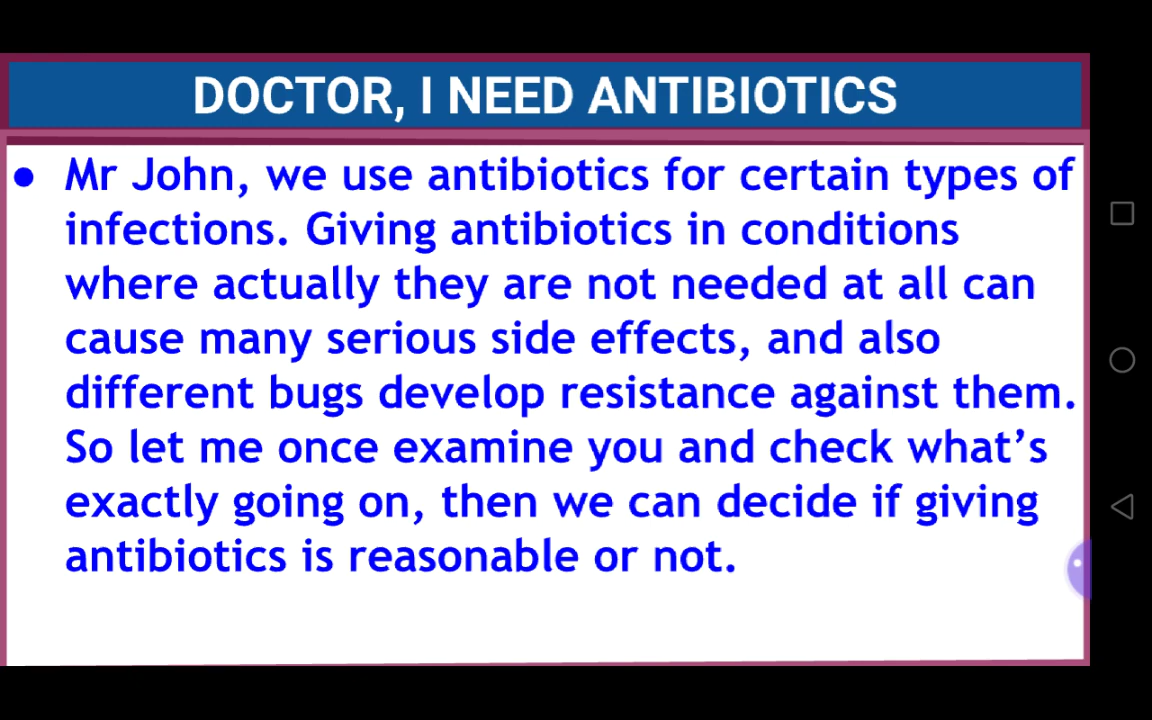 DOCTOR, I NEED ANTIBIOTICS
● Mr John, we use antibiotics for certain types of
infections. Giving antibiotics in conditions
where actually they are not needed at all can
cause many serious side effects, and also
different bugs develop resistance against them.
So let me once examine you and check what’s
exactly going on, then we can decide if giving
antibiotics is reasonable or not.